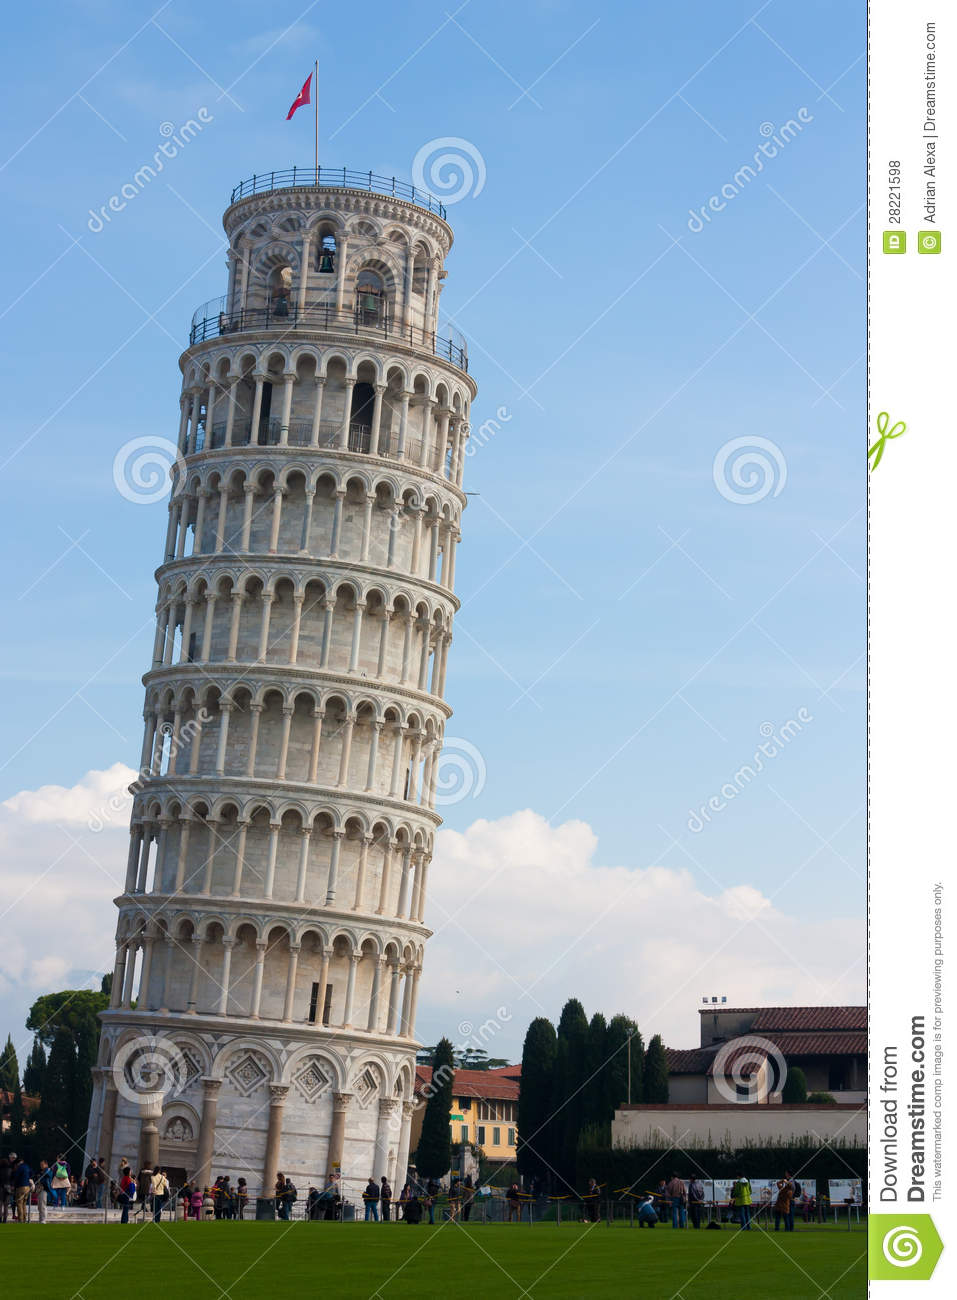 dreamstime
dreamstime
dreamstime
dreamstime
dreamstime
dreamstime
ID 28221598
© Adrian Alexa | Dreamstime.com
Download from
Dreamstime.com
This watermarked comp image is for previewing purposes only.